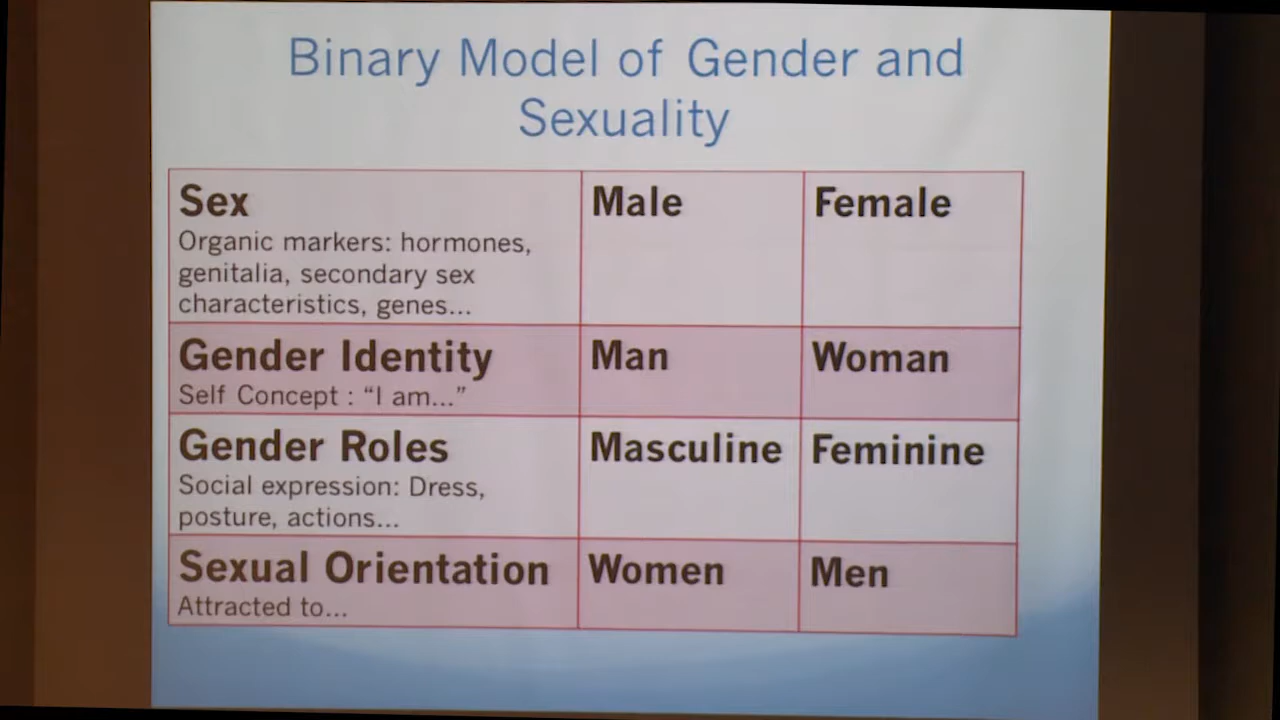 Binary Model of Gender and
Sexuality
Sex
Organic markers: hormones,
genitalia, secondary sex
characteristics, genes...
Male
Female
Gender Identity
Self Concept : “I am...”
Man
Woman
Gender Roles
Social expression: Dress,
posture, actions...
Masculine
Feminine
Sexual Orientation
Attracted to...
Women
Men